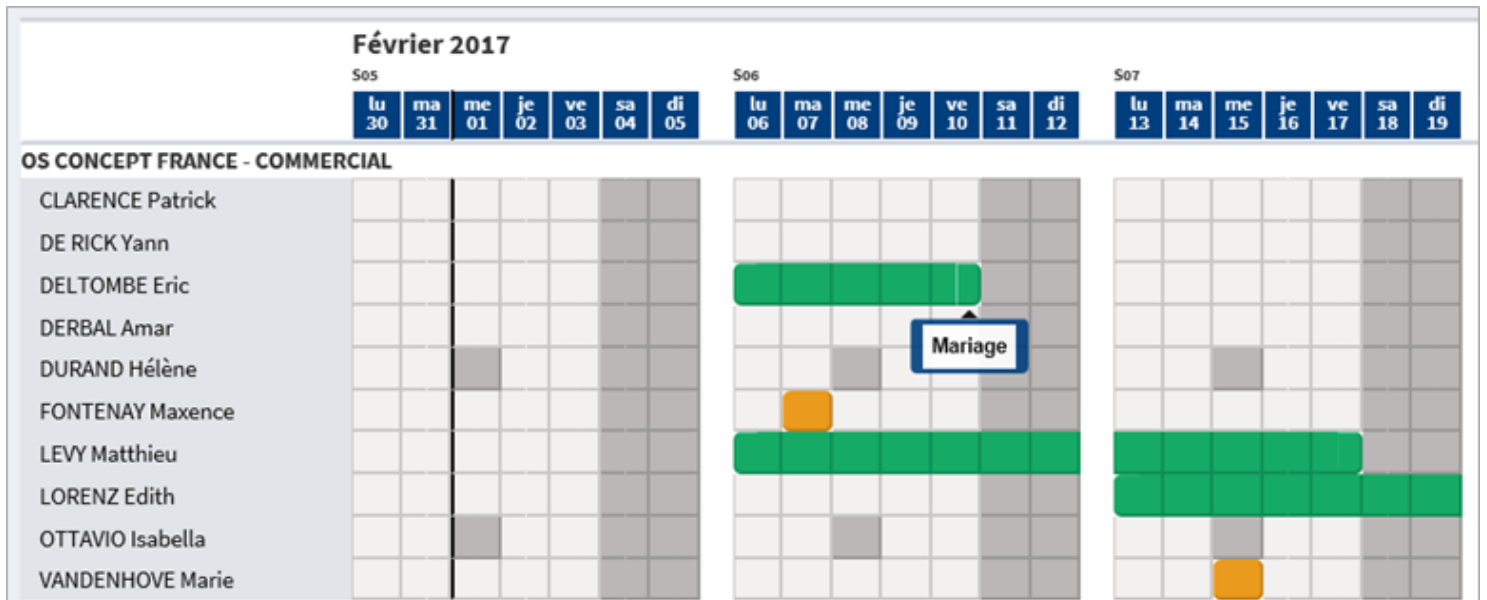 Février 2017
S05 S06 S07
lu ma me je ve sa di lu ma me je ve sa di lu ma me je ve sa di
30 31 01 02 03 04 05 06 07 08 09 10 11 12 13 14 15 16 17 18 19
OS CONCEPT FRANCE - COMMERCIAL
CLARENCE Patrick
DE RICK Yann
DELTOMBE Eric
DERBAL Amar
Mariage
DURAND Hélène
FONTENAY Maxence
LEVY Matthieu
LORENZ Edith
OTTAVIO Isabella
VANDENHOVE Marie